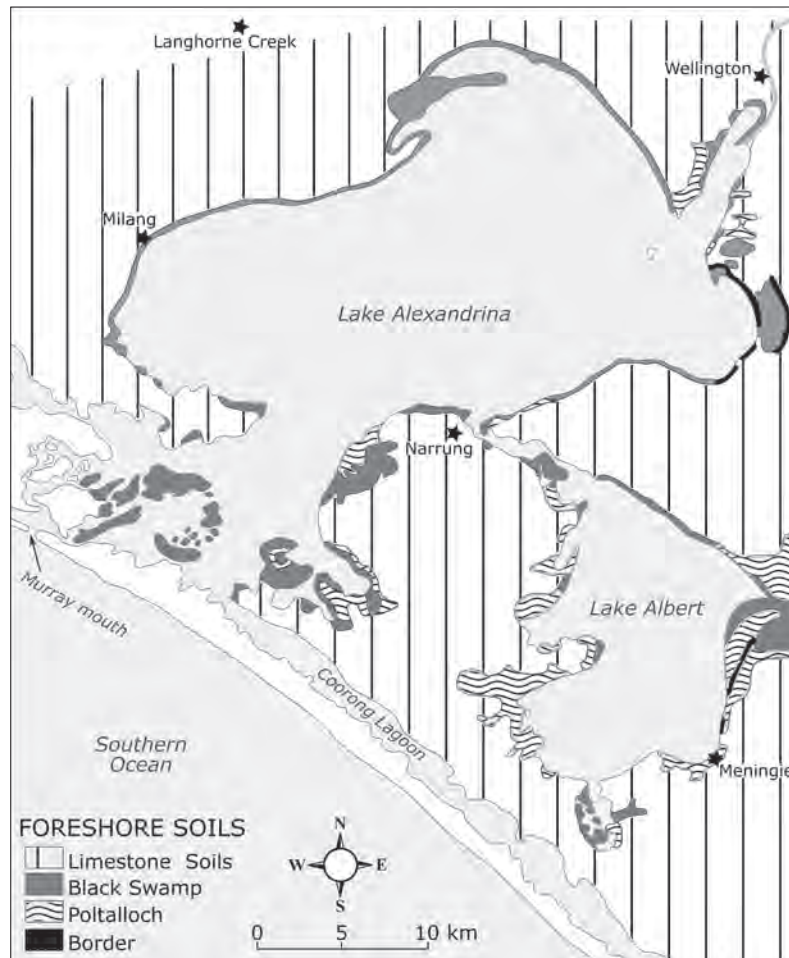 Langhorne Creek
Wellington
Milang
Lake Alexandrina
Narrung
Murray mouth
Lake Albert
Coorong Lagoon
Southern
Ocean
Meningie
FORESHORE SOILS
Limestone Soils
Black Swamp
Poltalloch
Border
N
W
E
S
0
5
10 km